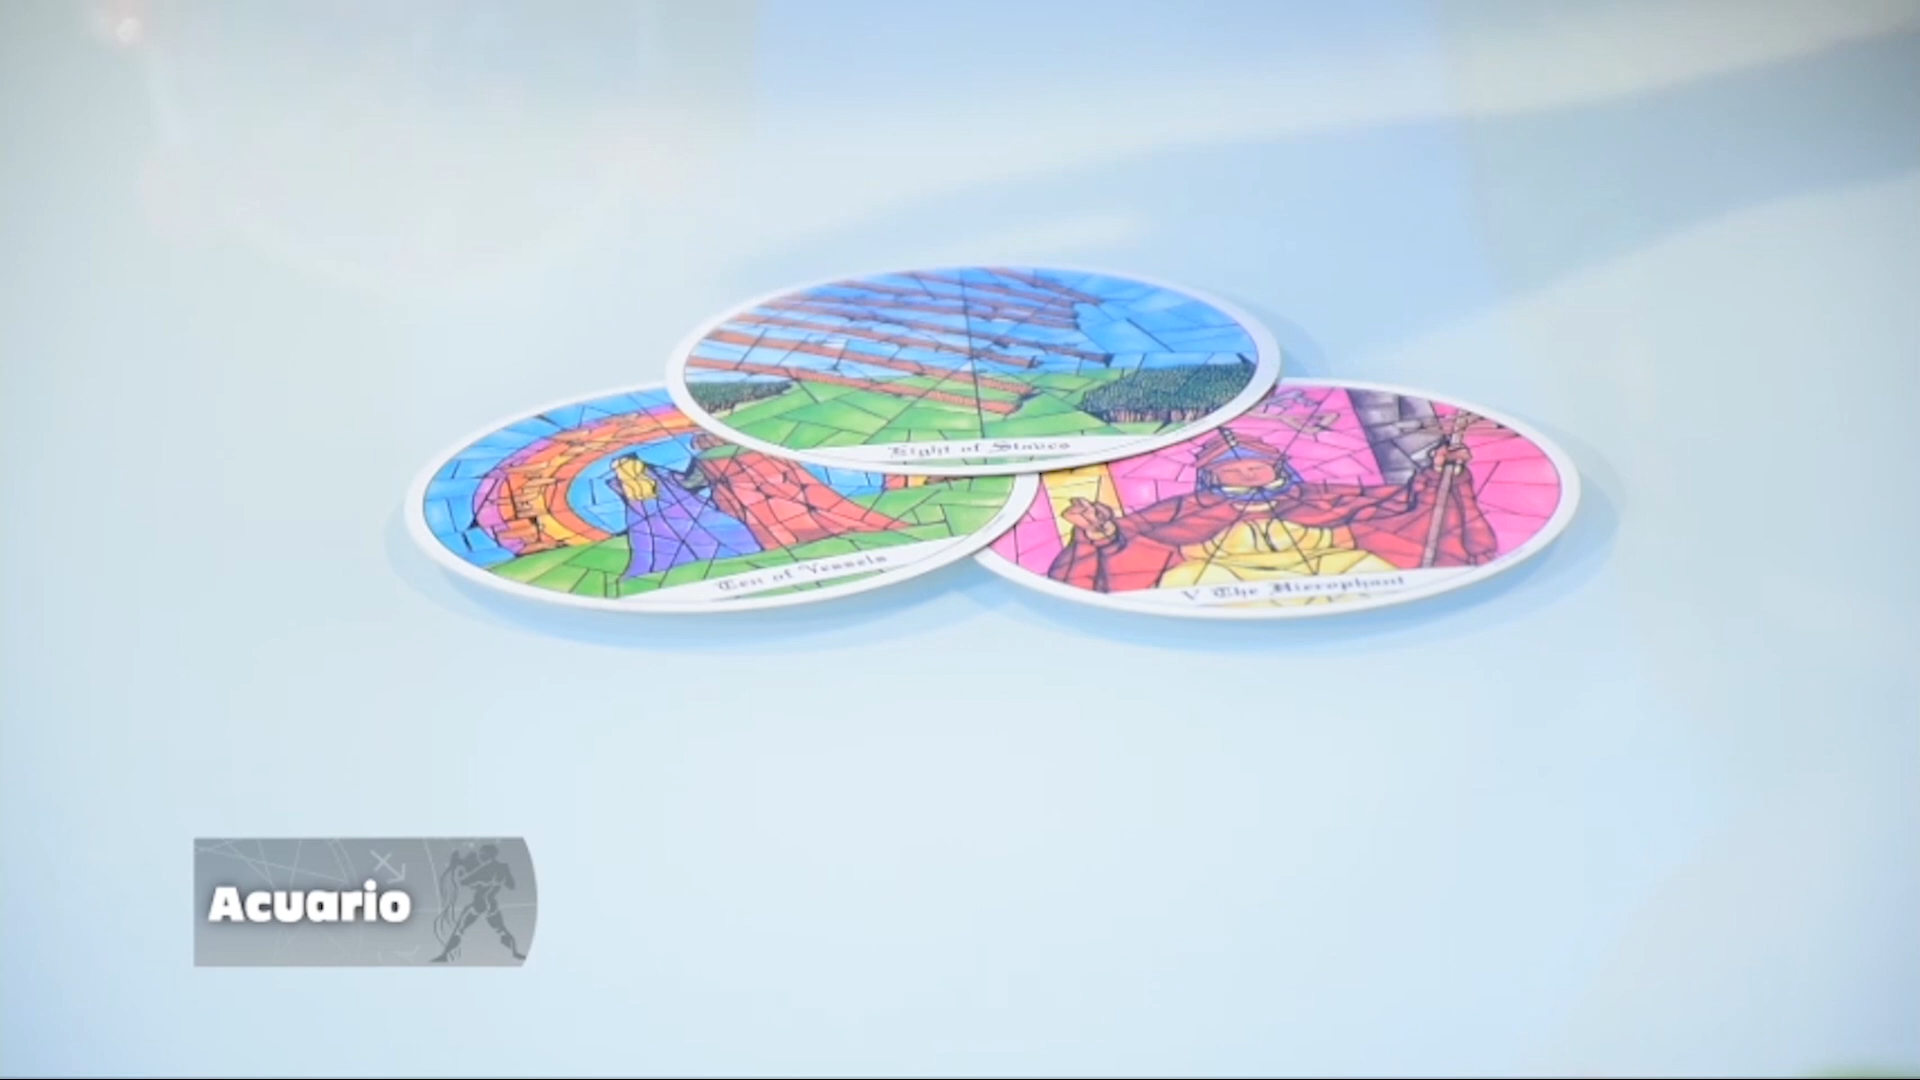 Eight of Staves
Ten of Vessels
V The Hierophant
Acuario